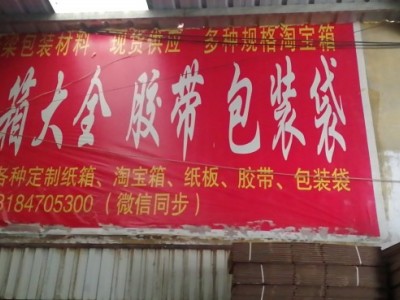 架包装材料、现货供应 多种规格淘宝箱
箱大全 胶带 包装袋
各种定制纸箱、淘宝箱、纸板、胶带、包装袋
3184705300（微信同步）